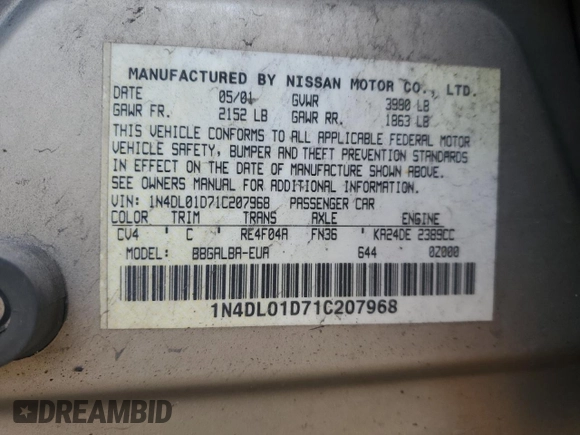 MANUFACTURED BY NISSAN MOTOR CO., LTD.
DATE 05/01 GVWR 3990 LB
GAWR FR. 2152 LB GAWR RR. 1863 LB
THIS VEHICLE CONFORMS TO ALL APPLICABLE FEDERAL MOTOR
VEHICLE SAFETY, BUMPER AND THEFT PREVENTION STANDARDS
IN EFFECT ON THE DATE OF MANUFACTURE SHOWN ABOVE.
SEE OWNERS MANUAL FOR ADDITIONAL INFORMATION.
VIN: 1N4DL01D71C207968 PASSENGER CAR
COLOR TRIM TRANS AXLE ENGINE
CV4 C RE4F04A FN36 KA24DE 2389CC
MODEL: BBGALBA-EUA 644 0Z000
1N4DL01D71C207968
DREAMBID